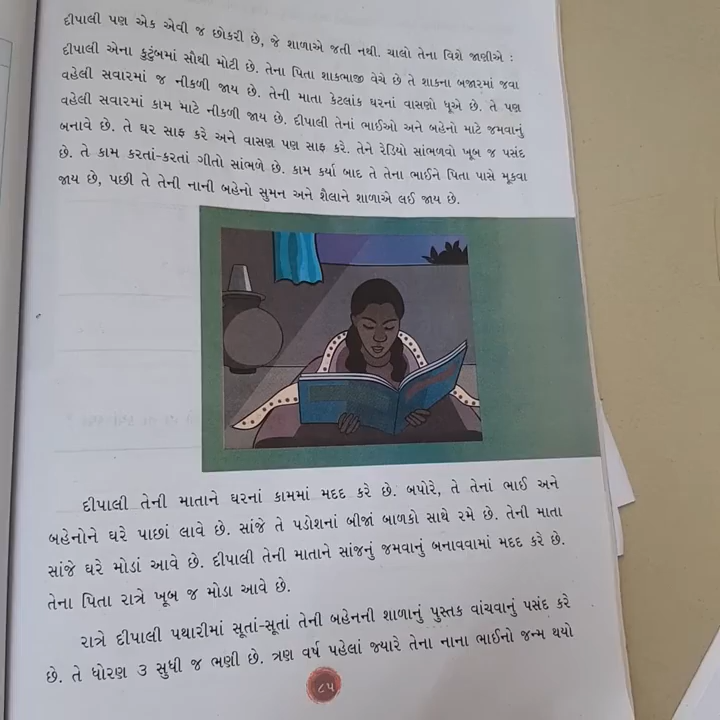 દીપાલી પણ એક એવી જ છોકરી છે, જે શાળાએ જતી નથી. ચાલો તેના વિશે જાણીએ :
દીપાલી એના કુટુંબમાં સૌથી મોટી છે. તેના પિતા શાકભાજી વેચે છે તે શાકના બજારમાં જવા
વહેલી સવારમાં જ નીકળી જાય છે. તેની માતા કેટલાંક ઘરનાં વાસણો ધૂએ છે. તે પણ
વહેલી સવારમાં કામ માટે નીકળી જાય છે. દીપાલી તેનાં ભાઈઓ અને બહેનો માટે જમવાનું
બનાવે છે. તે ઘર સાફ કરે અને વાસણ પણ સાફ કરે. તેને રેડિયો સાંભળવો ખૂબ જ પસંદ
છે. તે કામ કરતાં-કરતાં ગીતો સાંભળે છે. કામ કર્યા બાદ તે તેના ભાઈને પિતા પાસે મૂકવા
જાય છે, પછી તે તેની નાની બહેનો સુમન અને શૈલાને શાળાએ લઈ જાય છે.
દીપાલી તેની માતાને ઘરનાં કામમાં મદદ કરે છે. બપોરે, તે તેનાં ભાઈ અને
બહેનોને ઘરે પાછાં લાવે છે. સાંજે તે પડોશનાં બીજાં બાળકો સાથે રમે છે. તેની માતા
સાંજે ઘરે મોડાં આવે છે. દીપાલી તેની માતાને સાંજનું જમવાનું બનાવવામાં મદદ કરે છે.
તેના પિતા રાત્રે ખૂબ જ મોડા આવે છે.
રાત્રે દીપાલી પથારીમાં સૂતાં-સૂતાં તેની બહેનની શાળાનું પુસ્તક વાંચવાનું પસંદ કરે
છે. તે ધોરણ ૩ સુધી જ ભણી છે. ત્રણ વર્ષ પહેલાં જ્યારે તેના નાના ભાઈનો જન્મ થયો
૮૫